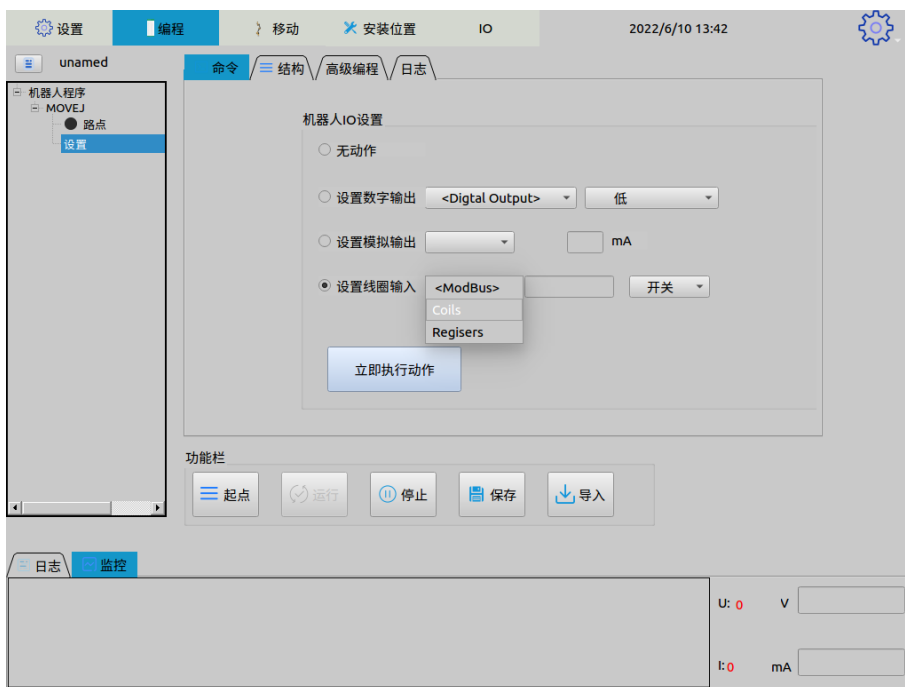 设置 编程 移动 安装位置 IO 2022/6/10 13:42
unamed
命令 结构 高级编程 日志
机器人程序
MOVEJ
路点
设置
机器人IO设置
无动作
设置数字输出 <Digtal Output> 低
设置模拟输出 mA
设置线圈输入 <ModBus> 开关
Coils
Regisers
立即执行动作
功能栏
起点 运行 停止 保存 导入
日志 监控
U: 0 V
I: 0 mA